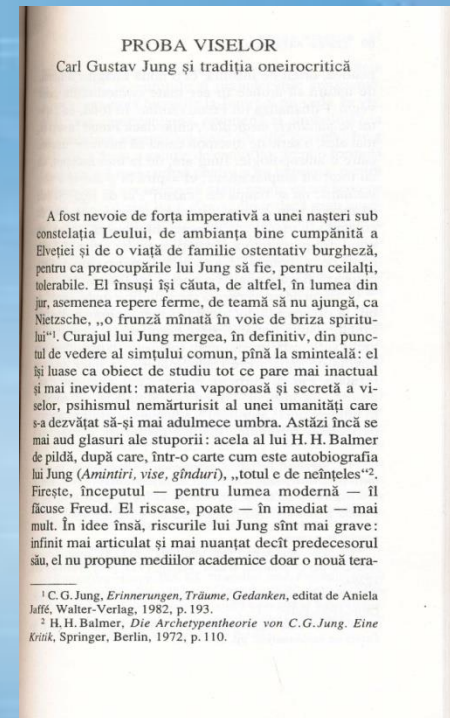 PROBA VISELOR
Carl Gustav Jung și tradiția oneirocritică
A fost nevoie de forța imperativă a unei nașteri sub
constelația Leului, de ambianța bine cumpănită a
Elveției și de o viață de familie ostentativ burgheză,
pentru ca preocupările lui Jung să fie, pentru ceilalți,
tolerabile. El însuși își căuta, de altfel, în lumea din
jur, asemenea repere ferme, de teamă să nu ajungă, ca
Nietzsche, „o frunză mînată în voie de briza spiritu-
lui“¹. Curajul lui Jung mergea, în definitiv, din punc-
tul de vedere al simțului comun, pînă la sminteală: el
își luase ca obiect de studiu tot ce pare mai inactual
și mai inevident: materia vaporoasă și secretă a vi-
selor, psihismul nemărturisit al unei umanități care
s-a dezvățat să-și mai adulmece umbra. Astăzi încă se
mai aud glasuri ale stuporii: acela al lui H. H. Balmer
de pildă, după care, într-o carte cum este autobiografia
lui Jung (Amintiri, vise, gînduri), „totul e de neînțeles“².
Firește, începutul — pentru lumea modernă — îl
făcuse Freud. El riscase, poate — în imediat — mai
mult. În idee însă, riscurile lui Jung sînt mai grave:
infinit mai articulat și mai nuanțat decît predecesorul
său, el nu propune mediilor academice doar o nouă tera-
¹ C. G. Jung, Erinnerungen, Träume, Gedanken, editat de Aniela
Jaffé, Walter-Verlag, 1982, p. 193.
² H. H. Balmer, Die Archetypentheorie von C. G. Jung. Eine
Kritik, Springer, Berlin, 1972, p. 110.